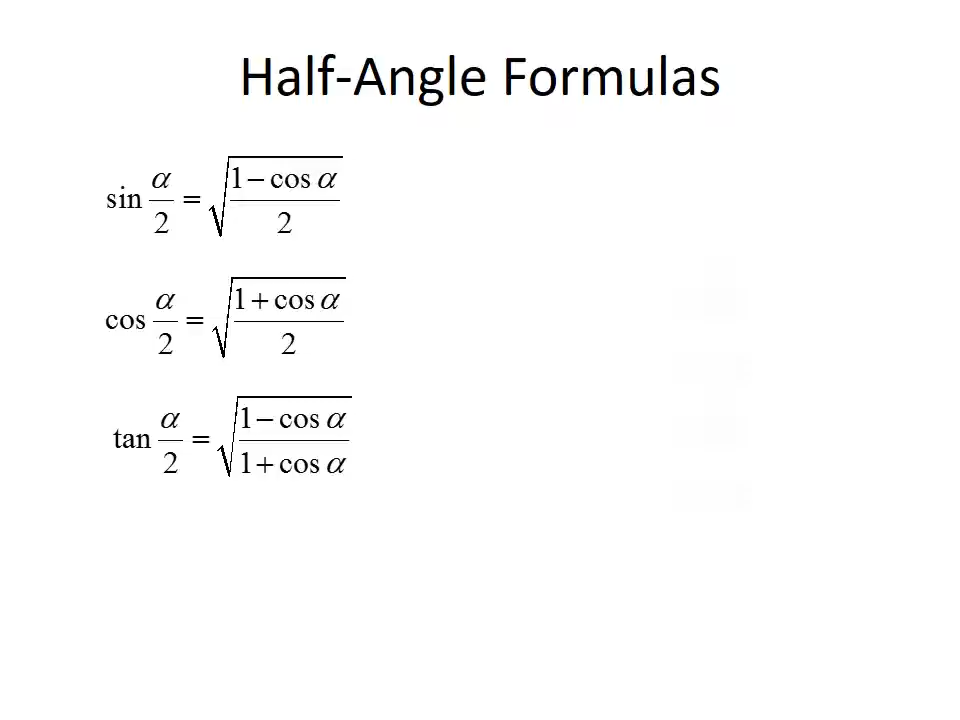 Half-Angle Formulas
sin α/2 = √((1 − cos α)/2)
cos α/2 = √((1 + cos α)/2)
tan α/2 = √((1 − cos α)/(1 + cos α))